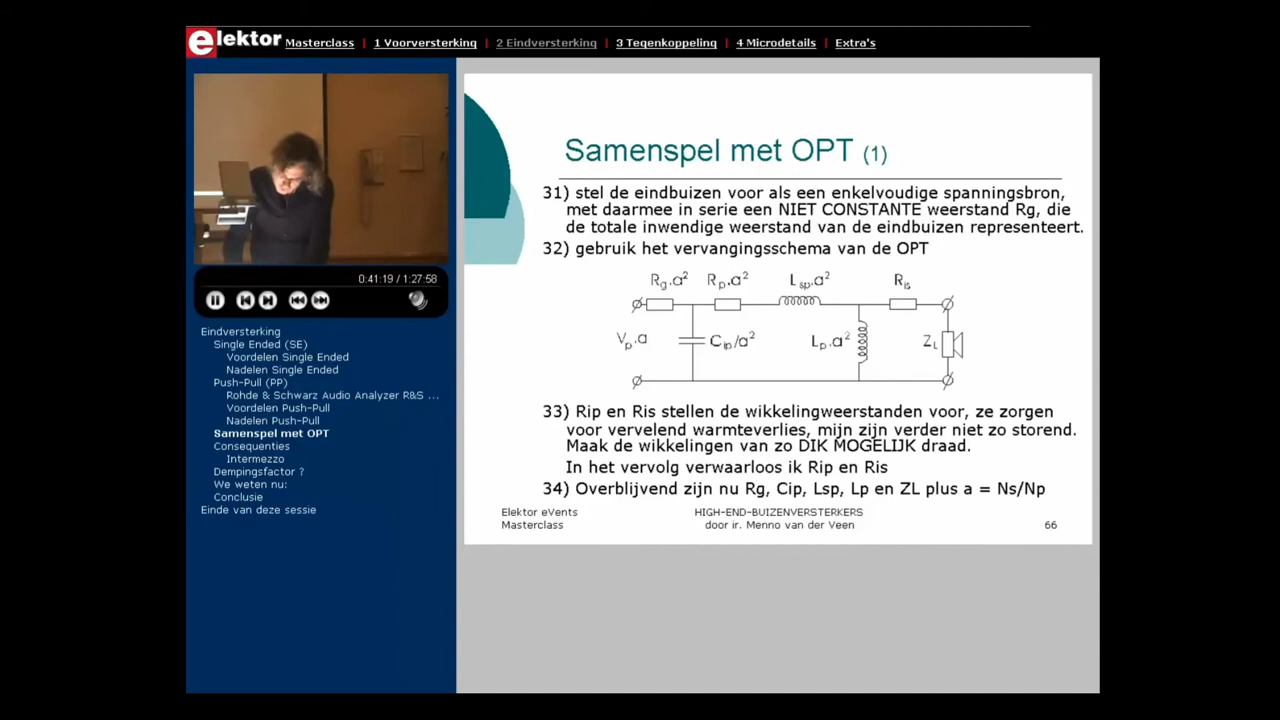 elektor Masterclass | 1 Voorversterking | 2 Eindversterking | 3 Tegenkoppeling | 4 Microdetails | Extra's
0:41:19 / 1:27:58
Eindversterking
Single Ended (SE)
Voordelen Single Ended
Nadelen Single Ended
Push-Pull (PP)
Rohde & Schwarz Audio Analyzer R&S ...
Voordelen Push-Pull
Nadelen Push-Pull
Samenspel met OPT
Consequenties
Intermezzo
Dempingsfactor ?
We weten nu:
Conclusie
Einde van deze sessie
Samenspel met OPT (1)
31) stel de eindbuizen voor als een enkelvoudige spanningsbron,
met daarmee in serie een NIET CONSTANTE weerstand Rg, die
de totale inwendige weerstand van de eindbuizen representeert.
32) gebruik het vervangingsschema van de OPT
Rg.a² Rp.a² Lsp.a² Ris
Vp.a Cip/a² Lp.a² ZL
33) Rip en Ris stellen de wikkelingweerstanden voor, ze zorgen
voor vervelend warmteverlies, mijn zijn verder niet zo storend.
Maak de wikkelingen van zo DIK MOGELIJK draad.
In het vervolg verwaarloos ik Rip en Ris
34) Overblijvend zijn nu Rg, Cip, Lsp, Lp en ZL plus a = Ns/Np
Elektor eVents HIGH-END-BUIZENVERSTERKERS
Masterclass door ir. Menno van der Veen 66